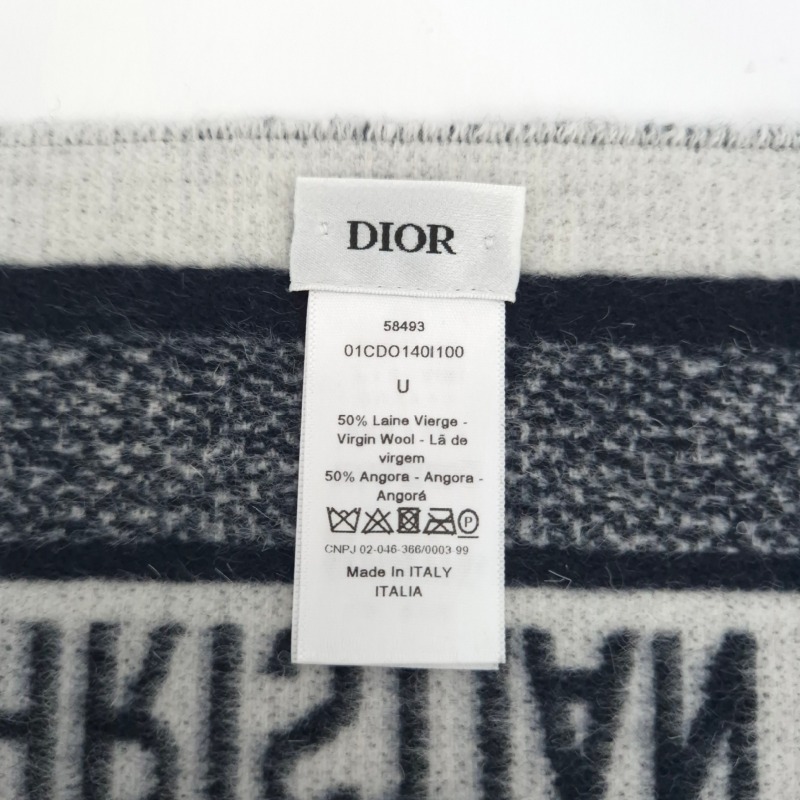 DIOR
58493
01CDO140I100
U
50% Laine Vierge -
Virgin Wool - Lã de
virgem
50% Angora - Angora -
Angorá
P
CNPJ 02-046-366/0003 99
Made In ITALY
ITALIA
HRISTIAN